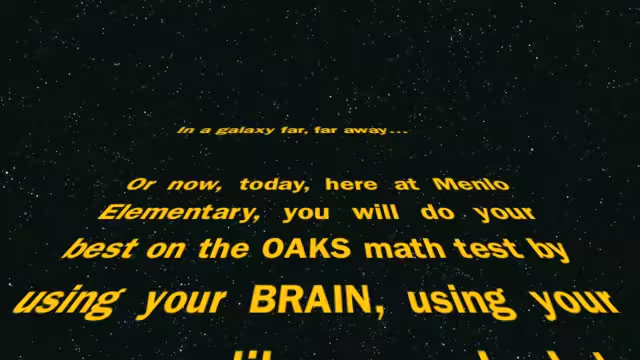 In a galaxy far, far away...
Or now, today, here at Menlo
Elementary, you will do your
best on the OAKS math test by
using your BRAIN, using your